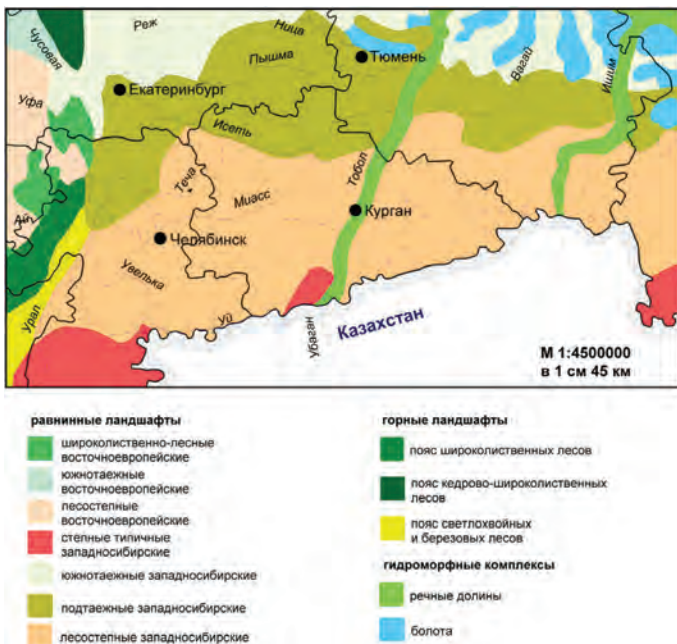 Чусовая
Реж
Ница
Пышма
Тюмень
Вагай
Ишим
Уфа
Екатеринбург
Исеть
Тобол
Теча
Миасс
Курган
Ай
Челябинск
Увелька
Урал
Уй
Убаган
Казахстан
М 1:4500000
в 1 см 45 км
равнинные ландшафты
широколиственно-лесные
восточноевропейские
южнотаежные
восточноевропейские
лесостепные
восточноевропейские
степные типичные
западносибирские
южнотаежные западносибирские
подтаежные западносибирские
лесостепные западносибирские
горные ландшафты
пояс широколиственных лесов
пояс кедрово-широколиственных
лесов
пояс светлохвойных
и березовых лесов
гидроморфные комплексы
речные долины
болота